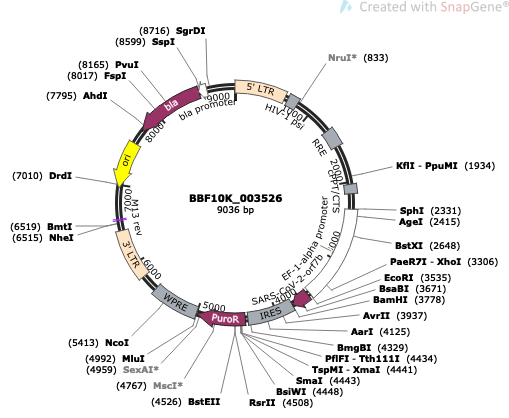 Created with SnapGene®
(8716) SgrDI
(8599) SspI
(8165) PvuI
(8017) FspI
(7795) AhdI
(7010) DrdI
(6519) BmtI
(6515) NheI
(5413) NcoI
(4992) MluI
(4959) SexAI*
(4767) MscI*
(4526) BstEII
NruI* (833)
KflI - PpuMI (1934)
SphI (2331)
AgeI (2415)
BstXI (2648)
PaeR7I - XhoI (3306)
EcoRI (3535)
BsaBI (3671)
BamHI (3778)
AvrII (3937)
AarI (4125)
BmgBI (4329)
PflFI - Tth111I (4434)
TspMI - XmaI (4441)
SmaI (4443)
BsiWI (4448)
RsrII (4508)
BBF10K_003526
9036 bp
5' LTR
HIV-1 psi
RRE
cPPT/CTS
EF-1-alpha promoter
SARS-CoV-2-orf7b
IRES
PuroR
WPRE
3' LTR
M13 rev
ori
bla
bla promoter
1000
2000
3000
4000
5000
6000
7000
8000
9000